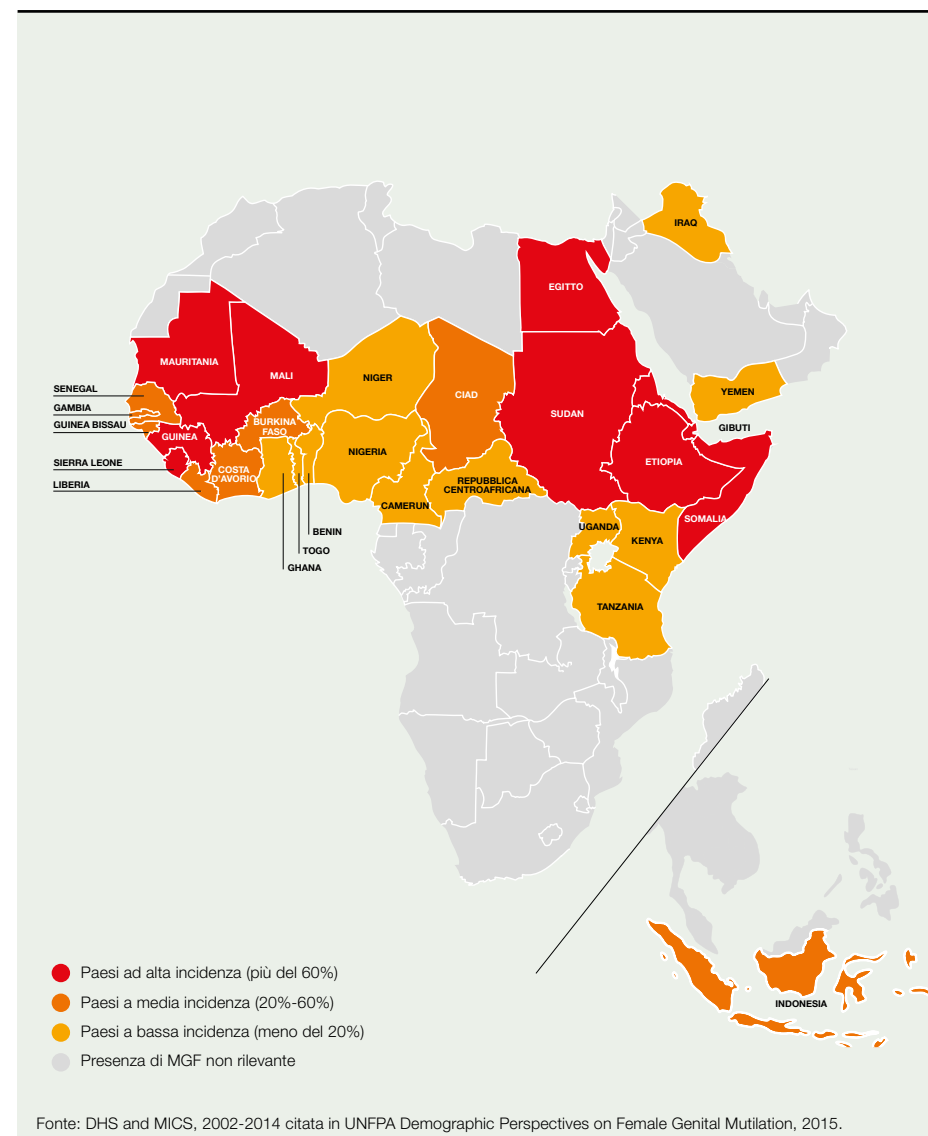 IRAQ
EGITTO
MAURITANIA
MALI
NIGER
CIAD
SUDAN
YEMEN
SENEGAL
GAMBIA
GUINEA BISSAU
GUINEA
BURKINA
FASO
GIBUTI
NIGERIA
ETIOPIA
SIERRA LEONE
COSTA
D'AVORIO
LIBERIA
REPUBBLICA
CENTROAFRICANA
CAMERUN
SOMALIA
UGANDA
KENYA
BENIN
TOGO
GHANA
TANZANIA
INDONESIA
Paesi ad alta incidenza (più del 60%)
Paesi a media incidenza (20%-60%)
Paesi a bassa incidenza (meno del 20%)
Presenza di MGF non rilevante
Fonte: DHS and MICS, 2002-2014 citata in UNFPA Demographic Perspectives on Female Genital Mutilation, 2015.